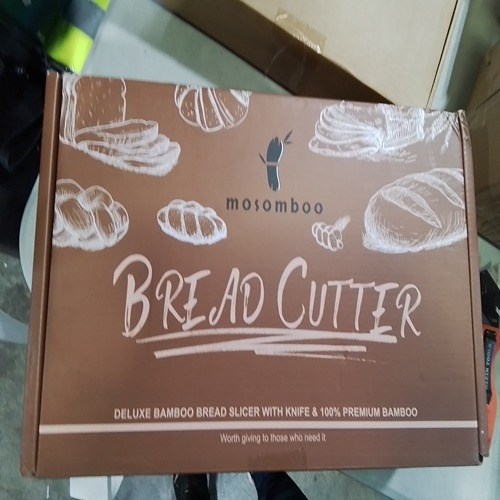 mosomboo
BREAD CUTTER
DELUXE BAMBOO BREAD SLICER WITH KNIFE & 100% PREMIUM BAMBOO
Worth giving to those who need it